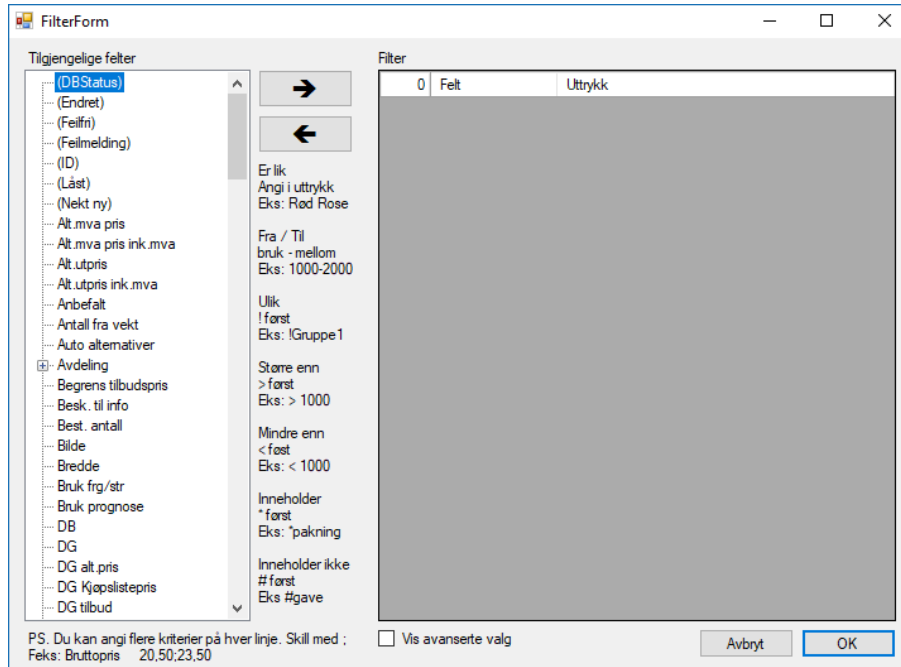 FilterForm
Tilgjengelige felter
(DBStatus)
(Endret)
(Feilfri)
(Feilmelding)
(ID)
(Låst)
(Nekt ny)
Alt.mva pris
Alt.mva pris ink.mva
Alt.utpris
Alt.utpris ink.mva
Anbefalt
Antall fra vekt
Auto alternativer
Avdeling
Begrens tilbudspris
Besk. til info
Best. antall
Bilde
Bredde
Bruk frg/str
Bruk prognose
DB
DG
DG alt.pris
DG Kjøpslistepris
DG tilbud
Er lik
Angi i uttrykk
Eks: Rød Rose
Fra / Til
bruk - mellom
Eks: 1000-2000
Ulik
! først
Eks: !Gruppe1
Større enn
> først
Eks: > 1000
Mindre enn
< føst
Eks: < 1000
Inneholder
* først
Eks: *pakning
Inneholder ikke
# først
Eks #gave
Filter
0 Felt Uttrykk
PS. Du kan angi flere kriterier på hver linje. Skill med ;
Feks: Bruttopris 20,50;23,50
Vis avanserte valg
Avbryt
OK